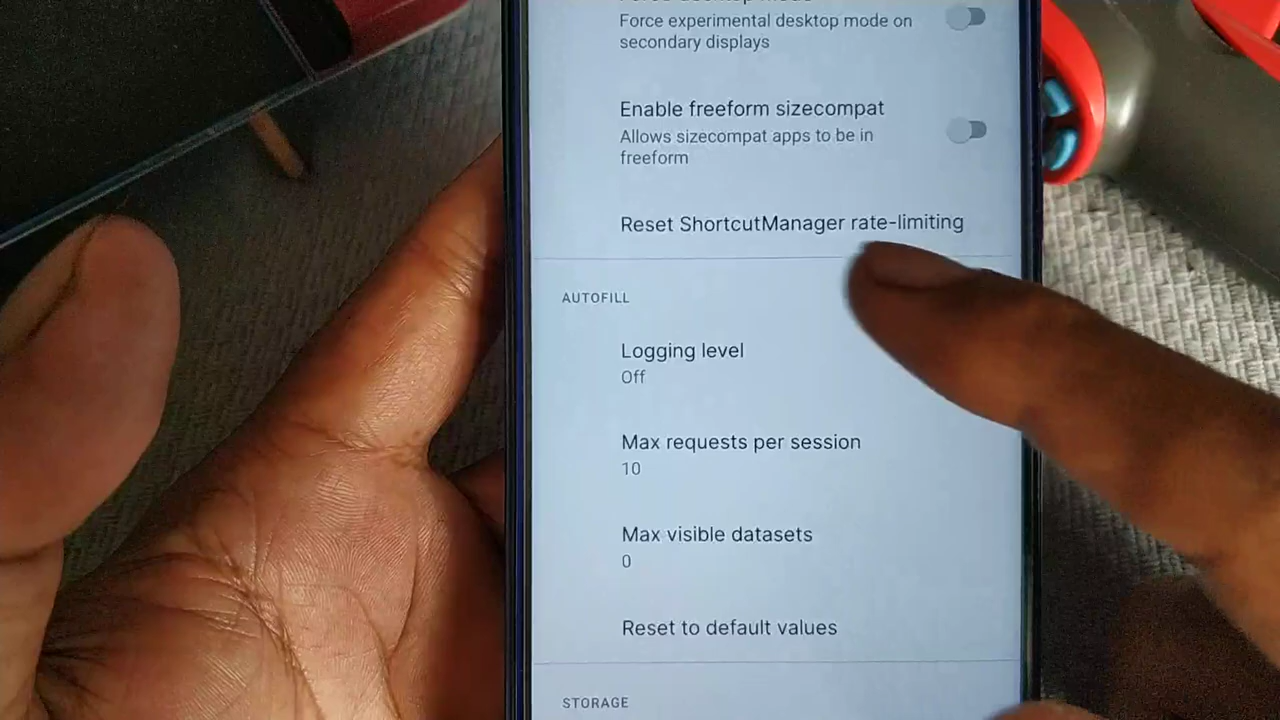 Force experimental desktop mode on
secondary displays
Enable freeform sizecompat
Allows sizecompat apps to be in
freeform
Reset ShortcutManager rate-limiting
AUTOFILL
Logging level
Off
Max requests per session
10
Max visible datasets
0
Reset to default values
STORAGE